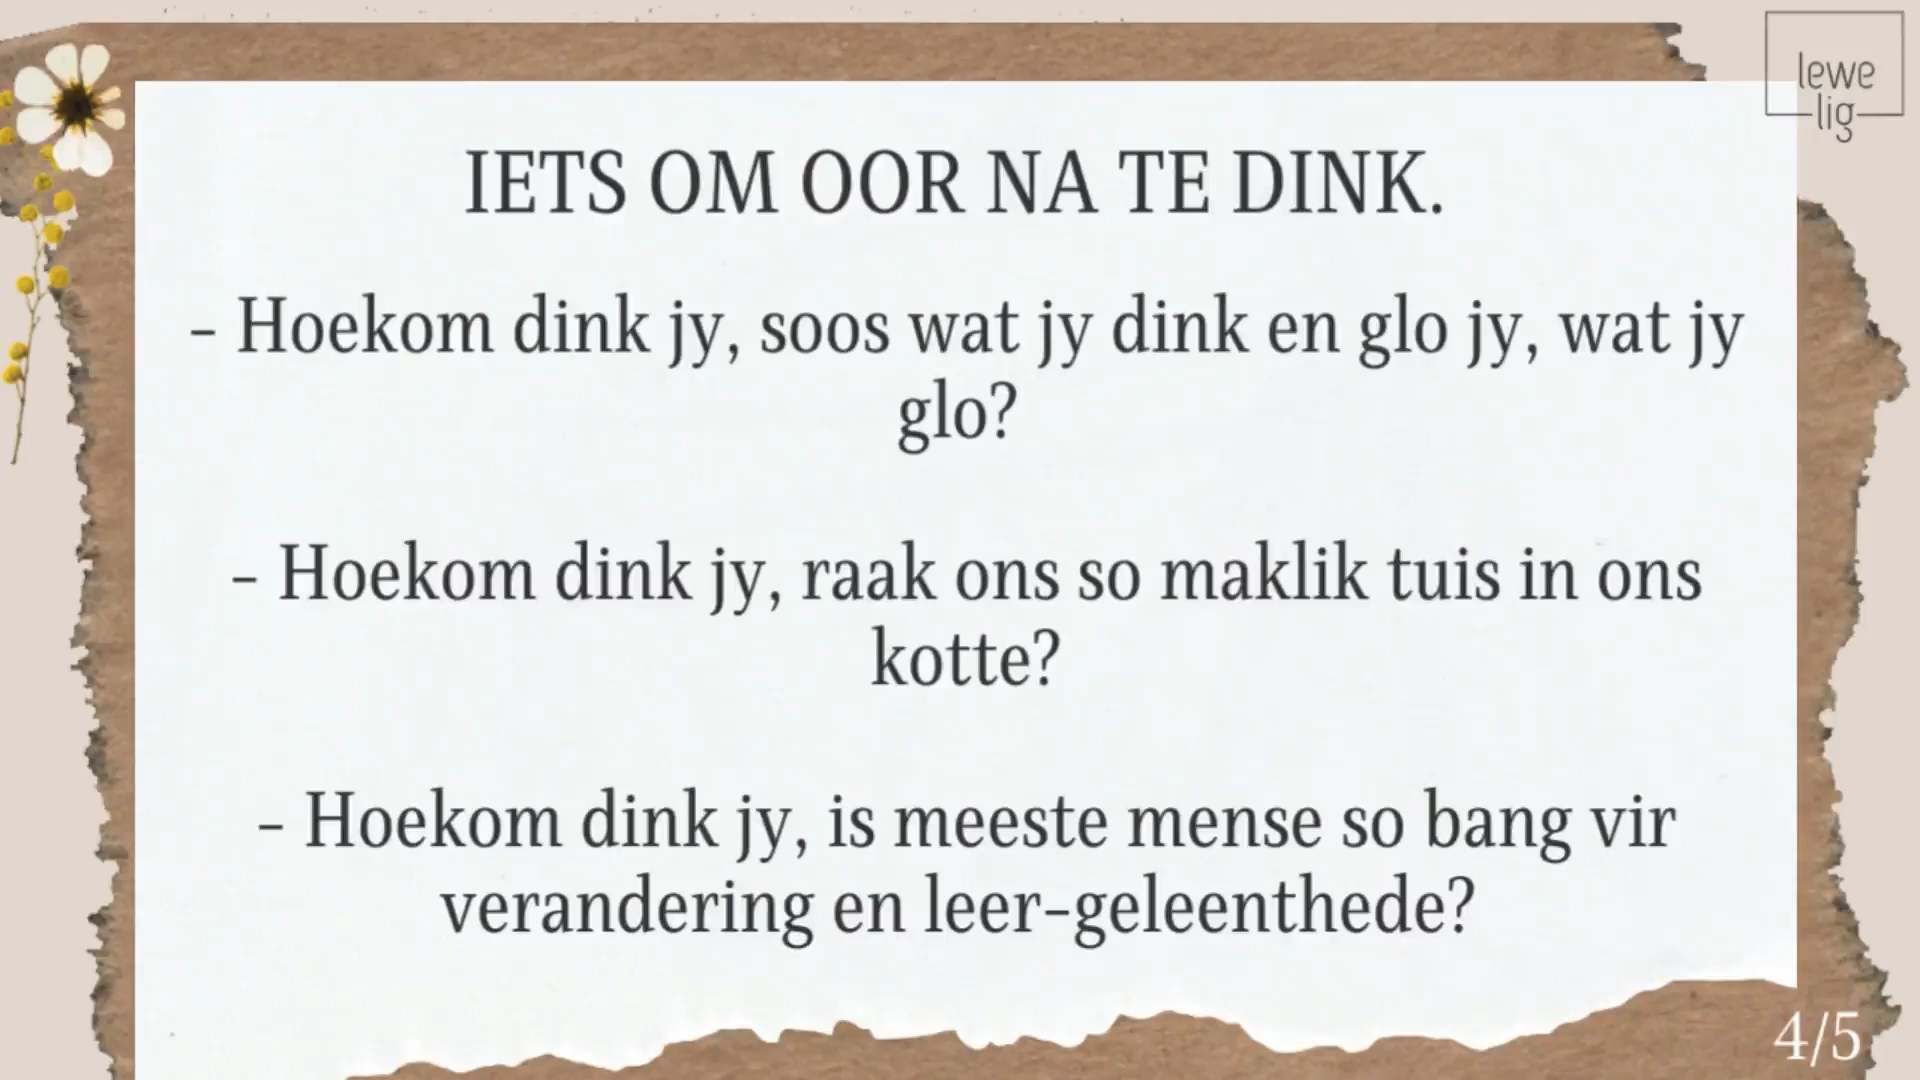 lewe
lig
IETS OM OOR NA TE DINK.
– Hoekom dink jy, soos wat jy dink en glo jy, wat jy
glo?
– Hoekom dink jy, raak ons so maklik tuis in ons
kotte?
– Hoekom dink jy, is meeste mense so bang vir
verandering en leer-geleenthede?
4/5